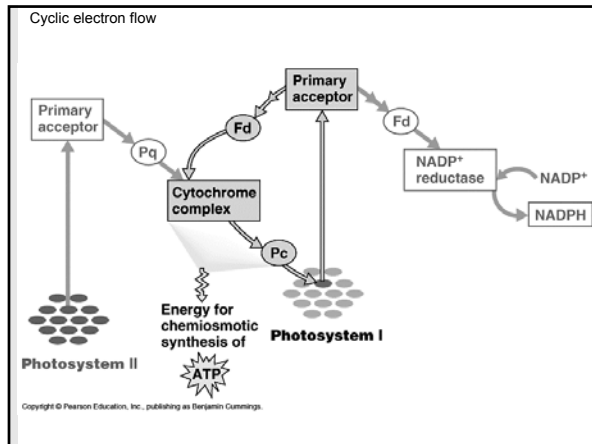 Cyclic electron flow
Primary
acceptor
Pq
Fd
Cytochrome
complex
Primary
acceptor
Fd
NADP+
reductase
NADP+
NADPH
Pc
Energy for
chemiosmotic
synthesis of
ATP
Photosystem I
Photosystem II
Copyright © Pearson Education, Inc., publishing as Benjamin Cummings.